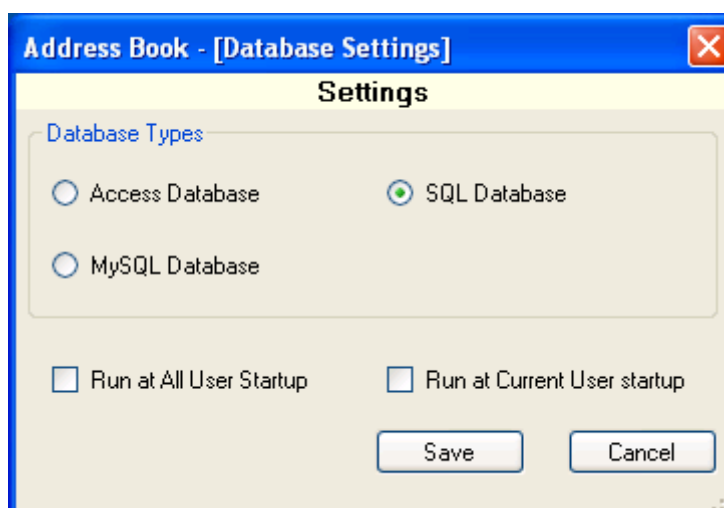 Address Book - [Database Settings]
Settings
Database Types
Access Database
SQL Database
MySQL Database
Run at All User Startup
Run at Current User startup
Save
Cancel